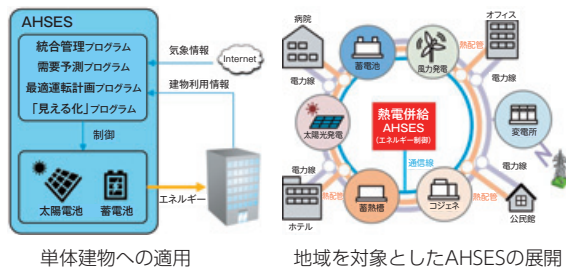 AHSES
統合管理プログラム
需要予測プログラム
最適運転計画プログラム
「見える化」プログラム
気象情報
Internet
建物利用情報
制御
太陽電池
蓄電池
エネルギー
単体建物への適用
病院
オフィス
熱配管
蓄電池
風力発電
電力線
電力線
太陽光発電
熱電併給
AHSES
(エネルギー制御)
変電所
通信線
電力線
電力線
熱配管
熱配管
蓄熱槽
コジェネ
ホテル
公民館
地域を対象としたAHSESの展開